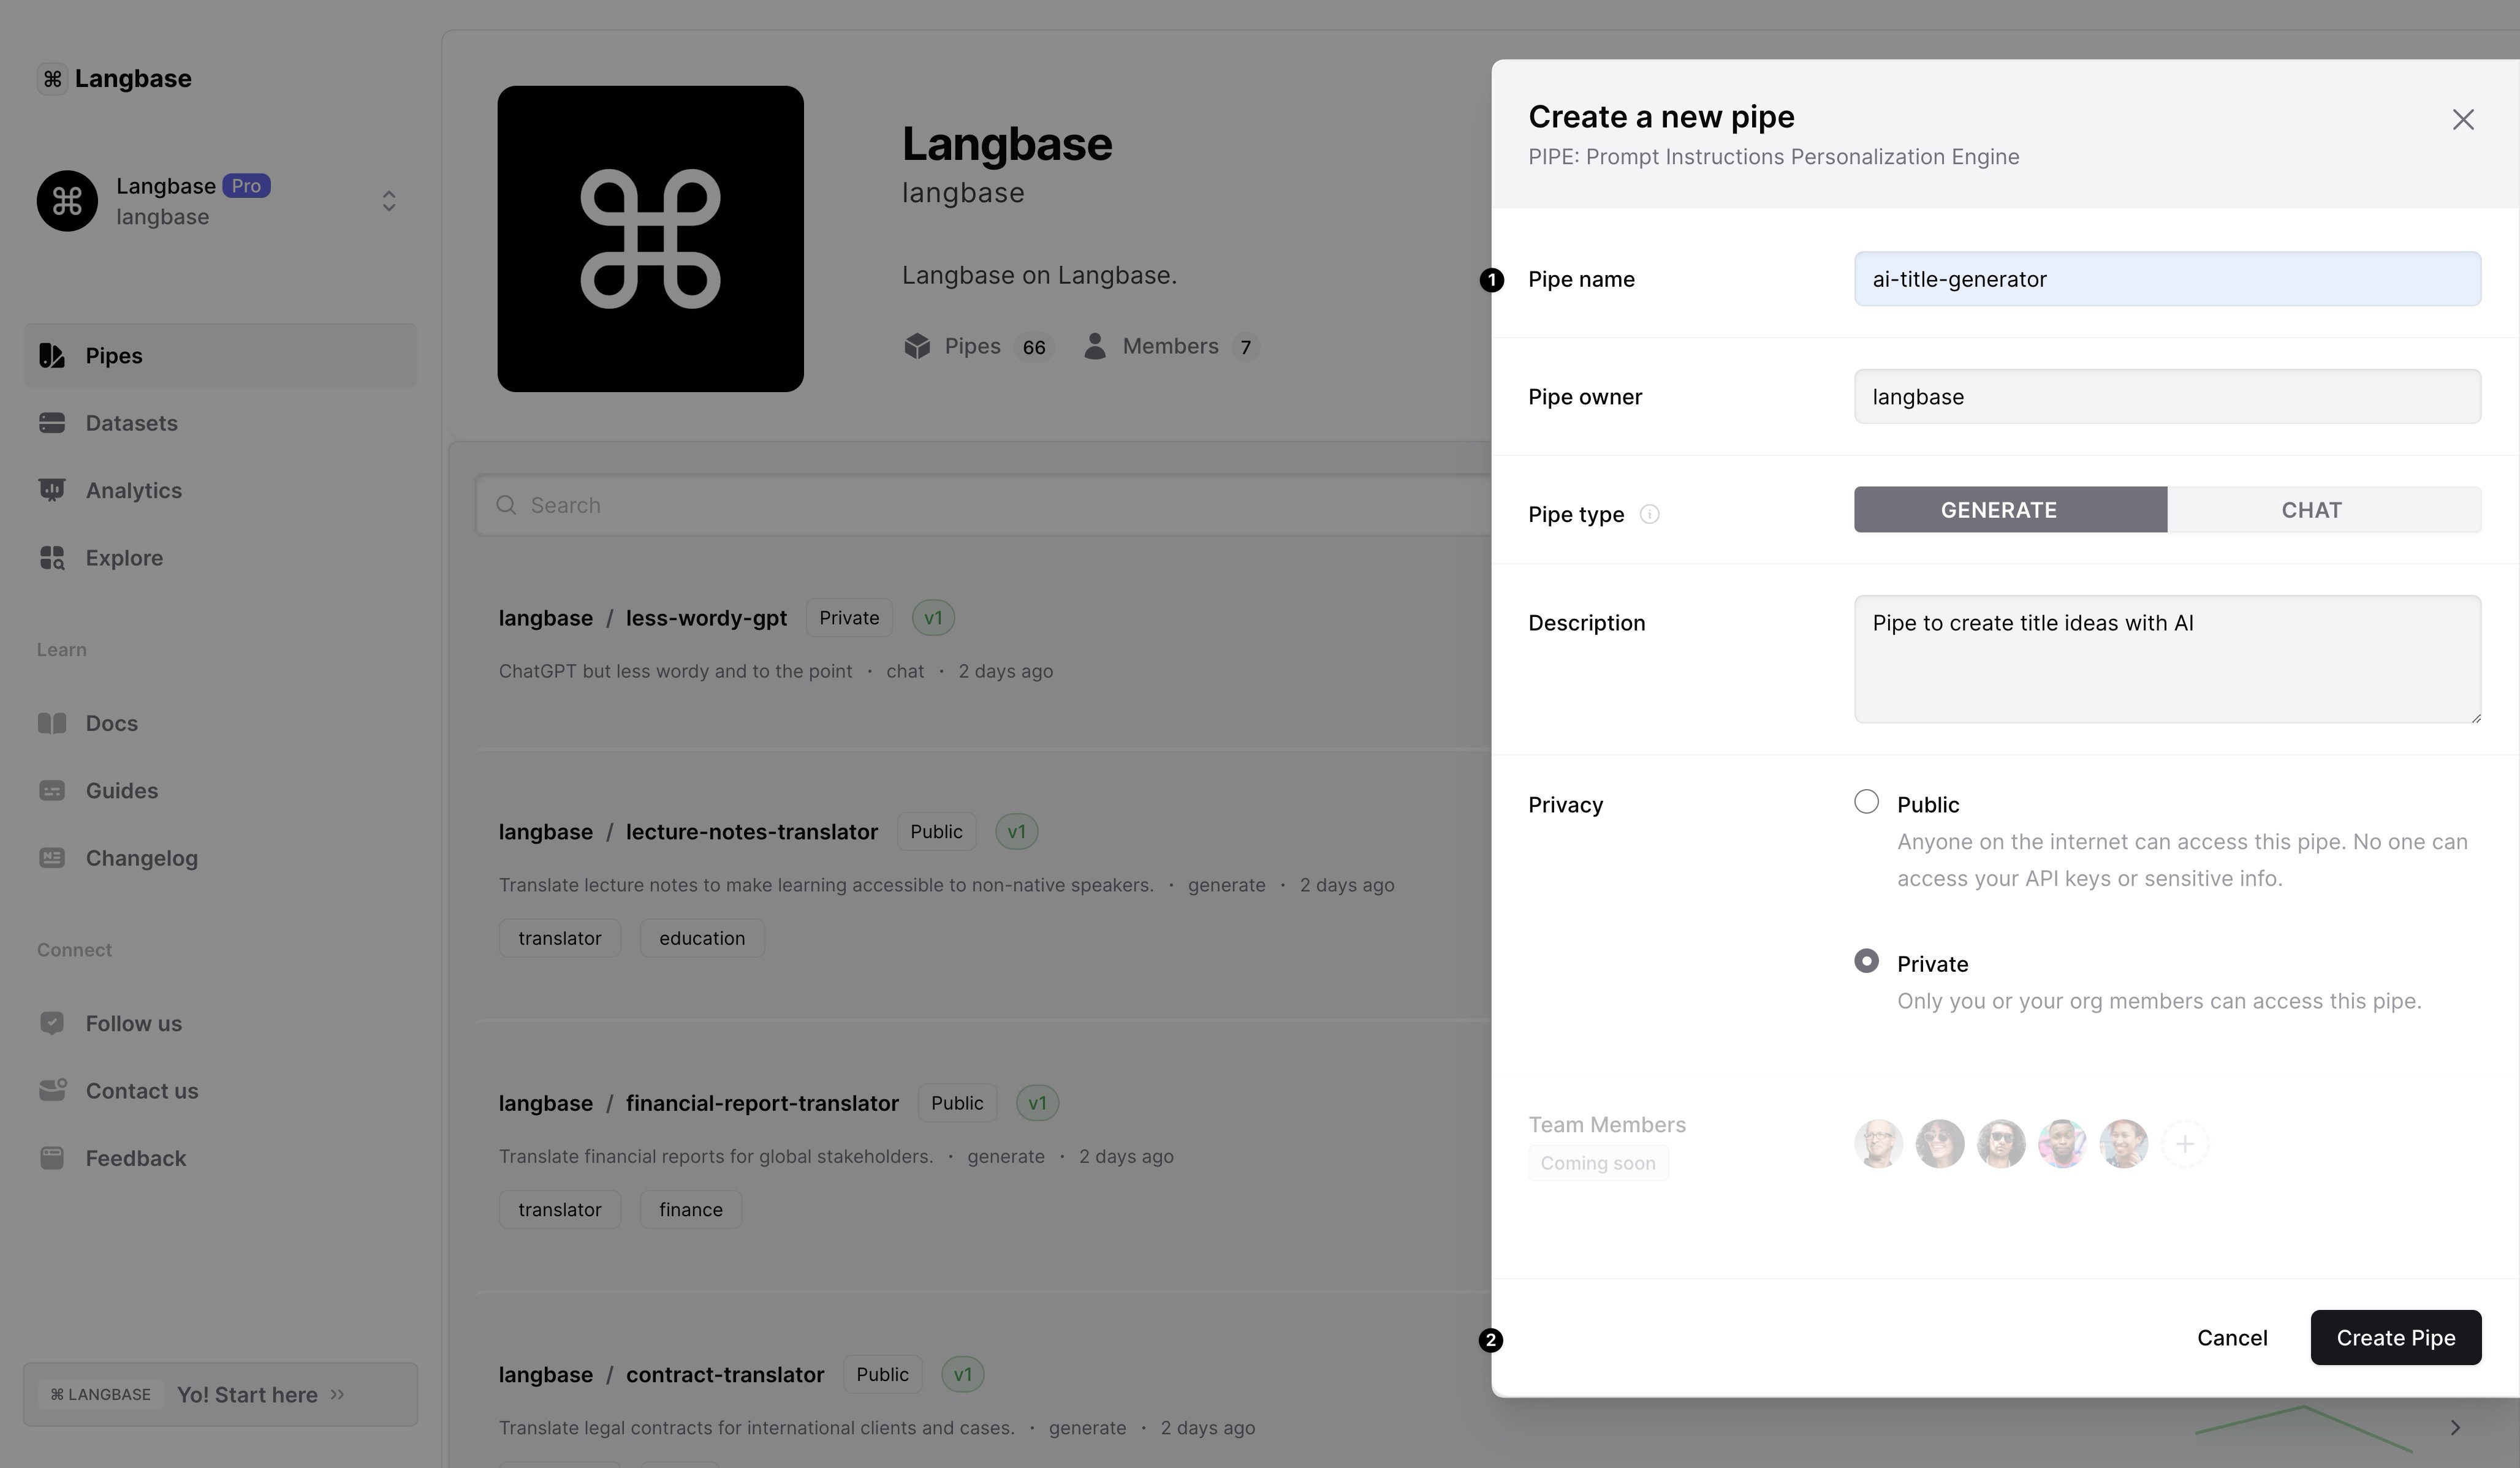 ⌘ Langbase
Langbase Pro
langbase
Pipes
Datasets
Analytics
Explore
Learn
Docs
Guides
Changelog
Connect
Follow us
Contact us
Feedback
⌘ LANGBASE Yo! Start here
Langbase
langbase
Langbase on Langbase.
Pipes 66 Members 7
Search
langbase / less-wordy-gpt Private v1
ChatGPT but less wordy and to the point · chat · 2 days ago
langbase / lecture-notes-translator Public v1
Translate lecture notes to make learning accessible to non-native speakers. · generate · 2 days ago
translator education
langbase / financial-report-translator Public v1
Translate financial reports for global stakeholders. · generate · 2 days ago
translator finance
langbase / contract-translator Public v1
Translate legal contracts for international clients and cases. · generate · 2 days ago
Create a new pipe
PIPE: Prompt Instructions Personalization Engine
1 Pipe name ai-title-generator
Pipe owner langbase
Pipe type GENERATE CHAT
Description Pipe to create title ideas with AI
Privacy Public
Anyone on the internet can access this pipe. No one can
access your API keys or sensitive info.
Private
Only you or your org members can access this pipe.
Team Members
Coming soon
2 Cancel Create Pipe